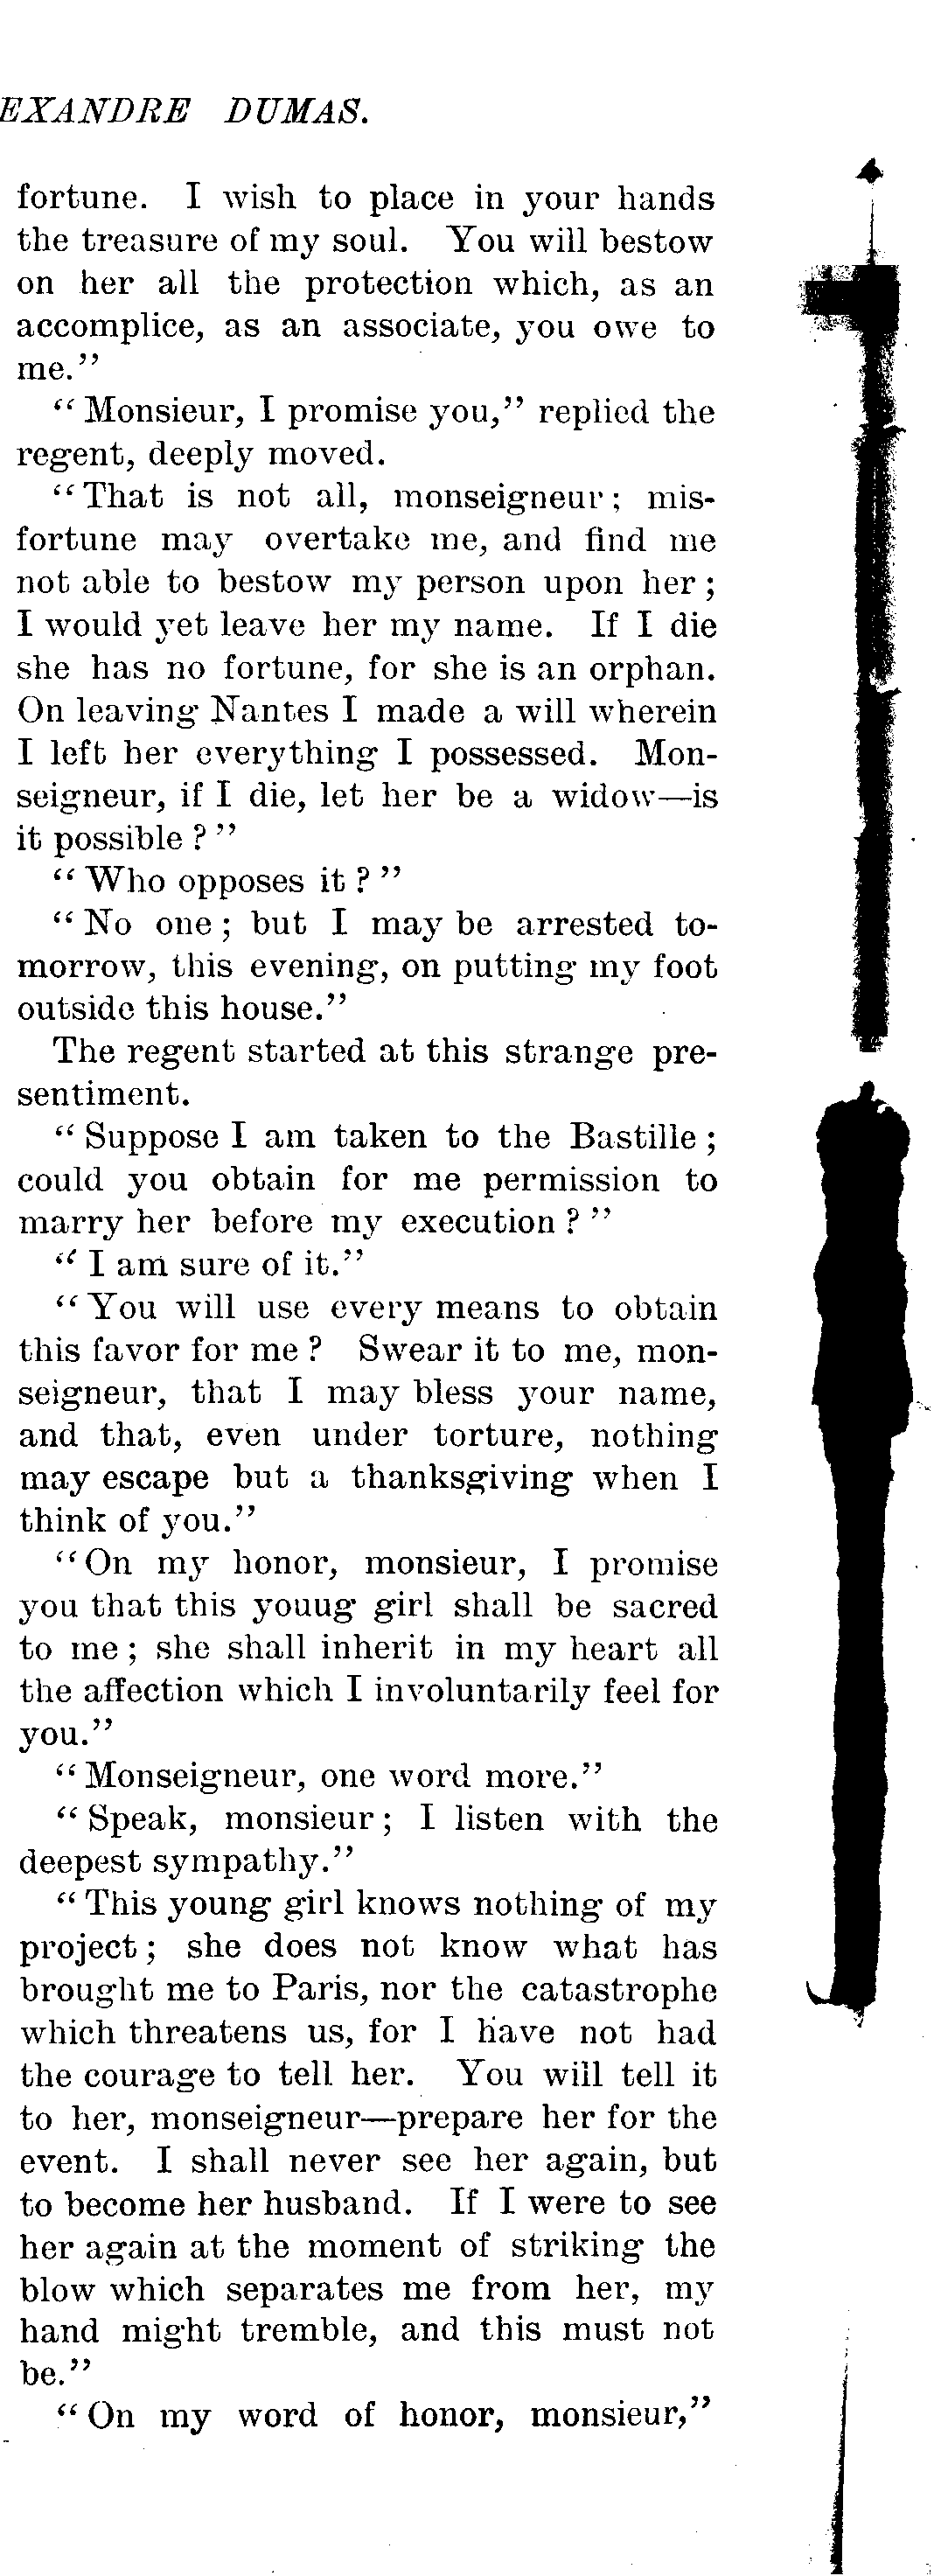 EXANDRE DUMAS.
fortune. I wish to place in your hands
the treasure of my soul. You will bestow
on her all the protection which, as an
accomplice, as an associate, you owe to
me."
"Monsieur, I promise you," replied the
regent, deeply moved.
"That is not all, monseigneur; mis-
fortune may overtake me, and find me
not able to bestow my person upon her;
I would yet leave her my name. If I die
she has no fortune, for she is an orphan.
On leaving Nantes I made a will wherein
I left her everything I possessed. Mon-
seigneur, if I die, let her be a widow—is
it possible?"
"Who opposes it?"
"No one; but I may be arrested to-
morrow, this evening, on putting my foot
outside this house."
The regent started at this strange pre-
sentiment.
"Suppose I am taken to the Bastille;
could you obtain for me permission to
marry her before my execution?"
"I am sure of it."
"You will use every means to obtain
this favor for me? Swear it to me, mon-
seigneur, that I may bless your name,
and that, even under torture, nothing
may escape but a thanksgiving when I
think of you."
"On my honor, monsieur, I promise
you that this youug girl shall be sacred
to me; she shall inherit in my heart all
the affection which I involuntarily feel for
you."
"Monseigneur, one word more."
"Speak, monsieur; I listen with the
deepest sympathy."
"This young girl knows nothing of my
project; she does not know what has
brought me to Paris, nor the catastrophe
which threatens us, for I have not had
the courage to tell her. You will tell it
to her, monseigneur—prepare her for the
event. I shall never see her again, but
to become her husband. If I were to see
her again at the moment of striking the
blow which separates me from her, my
hand might tremble, and this must not
be."
"On my word of honor, monsieur,"